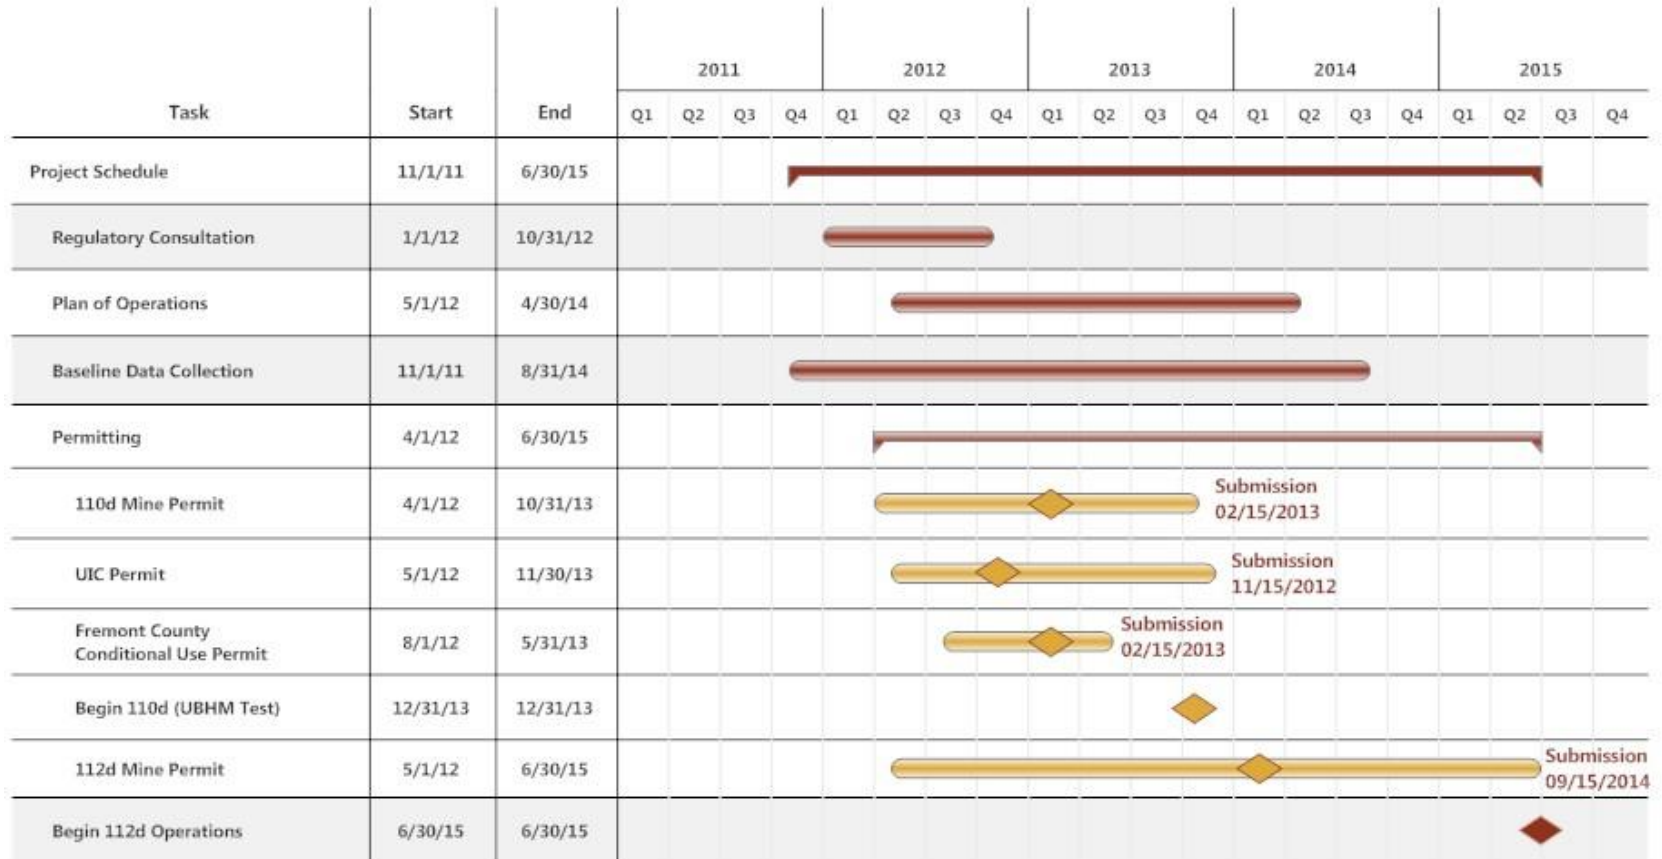 2011 2012 2013 2014 2015
Task Start End Q1 Q2 Q3 Q4 Q1 Q2 Q3 Q4 Q1 Q2 Q3 Q4 Q1 Q2 Q3 Q4 Q1 Q2 Q3 Q4
Project Schedule 11/1/11 6/30/15
Regulatory Consultation 1/1/12 10/31/12
Plan of Operations 5/1/12 4/30/14
Baseline Data Collection 11/1/11 8/31/14
Permitting 4/1/12 6/30/15
110d Mine Permit 4/1/12 10/31/13
Submission
02/15/2013
UIC Permit 5/1/12 11/30/13
Submission
11/15/2012
Fremont County
Conditional Use Permit 8/1/12 5/31/13
Submission
02/15/2013
Begin 110d (UBHM Test) 12/31/13 12/31/13
112d Mine Permit 5/1/12 6/30/15
Submission
09/15/2014
Begin 112d Operations 6/30/15 6/30/15